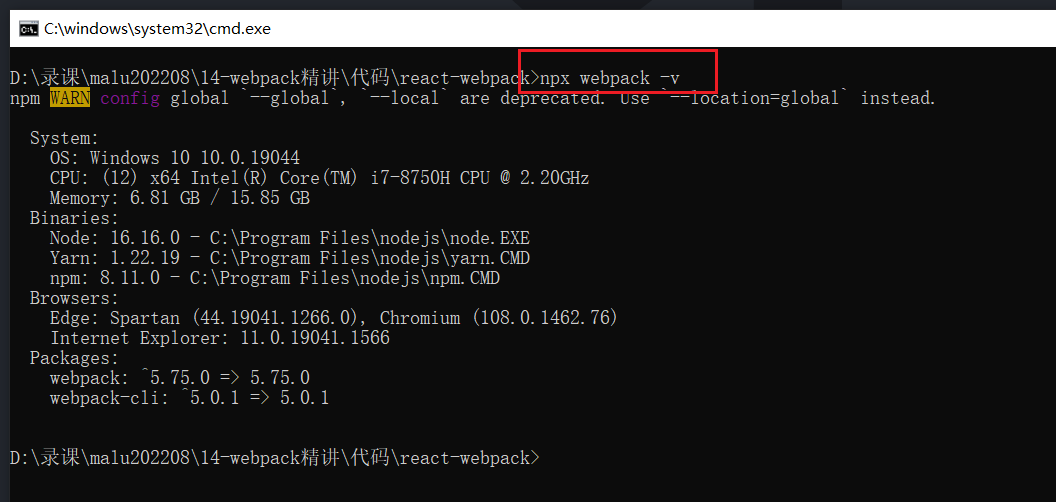 C:\windows\system32\cmd.exe
D:\录课\malu202208\14-webpack精讲\代码\react-webpack>npx webpack -v
npm WARN config global `--global`, `--local` are deprecated. Use `--location=global` instead.
System:
OS: Windows 10 10.0.19044
CPU: (12) x64 Intel(R) Core(TM) i7-8750H CPU @ 2.20GHz
Memory: 6.81 GB / 15.85 GB
Binaries:
Node: 16.16.0 - C:\Program Files\nodejs\node.EXE
Yarn: 1.22.19 - C:\Program Files\nodejs\yarn.CMD
npm: 8.11.0 - C:\Program Files\nodejs\npm.CMD
Browsers:
Edge: Spartan (44.19041.1266.0), Chromium (108.0.1462.76)
Internet Explorer: 11.0.19041.1566
Packages:
webpack: ^5.75.0 => 5.75.0
webpack-cli: ^5.0.1 => 5.0.1
D:\录课\malu202208\14-webpack精讲\代码\react-webpack>